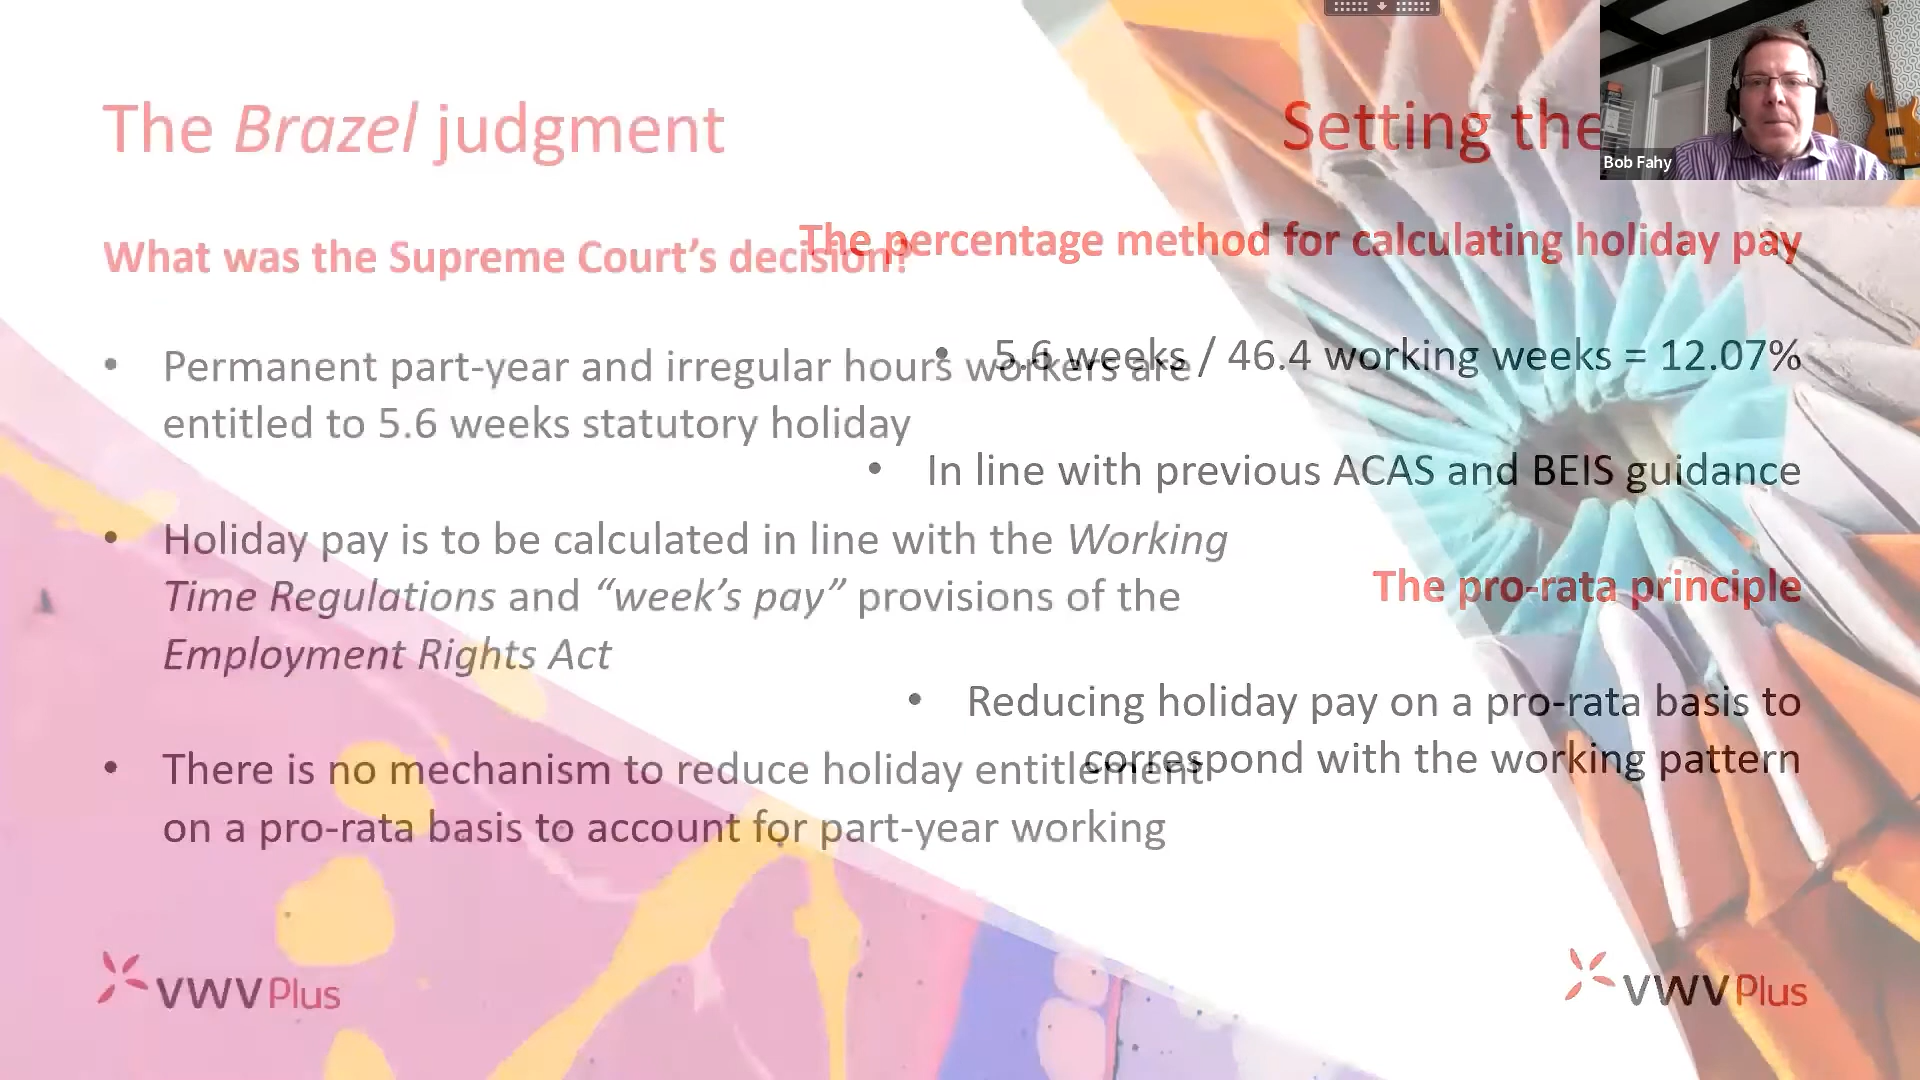 The Brazel judgment
What was the Supreme Court's decision?
• Permanent part-year and irregular hours workers are
entitled to 5.6 weeks statutory holiday
• Holiday pay is to be calculated in line with the Working
Time Regulations and “week's pay” provisions of the
Employment Rights Act
• There is no mechanism to reduce holiday entitlement
on a pro-rata basis to account for part-year working
VWV Plus
Setting the
The percentage method for calculating holiday pay
• 5.6 weeks / 46.4 working weeks = 12.07%
• In line with previous ACAS and BEIS guidance
The pro-rata principle
• Reducing holiday pay on a pro-rata basis to
correspond with the working pattern
VWV Plus
Bob Fahy